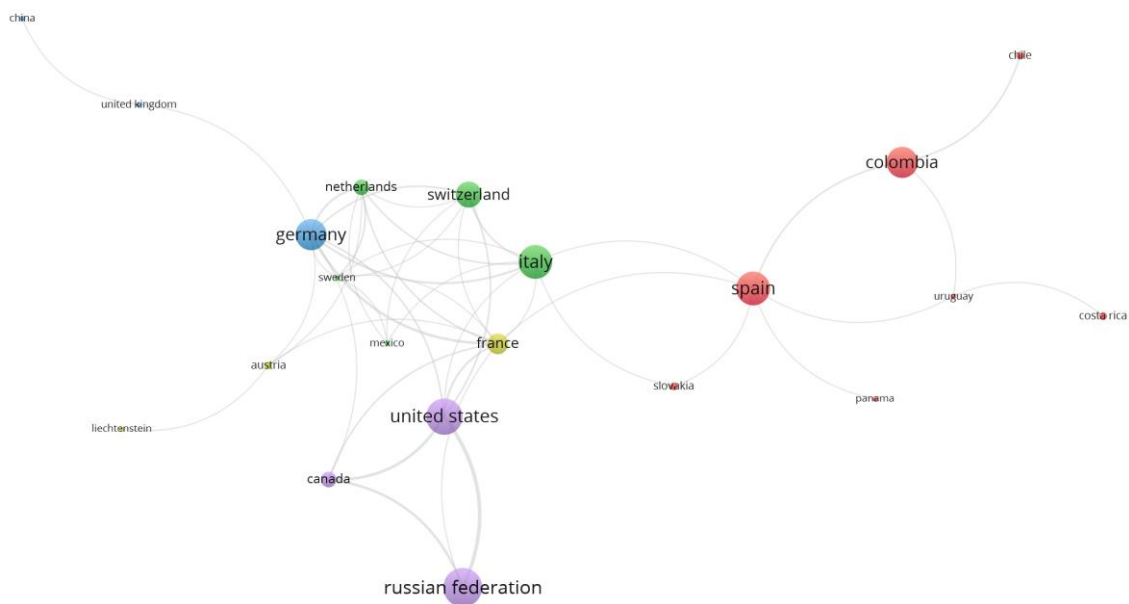 china
chile
united kingdom
colombia
netherlands
switzerland
germany
italy
sweden
spain
uruguay
costa rica
mexico
france
austria
slovakia
panama
united states
liechtenstein
canada
russian federation